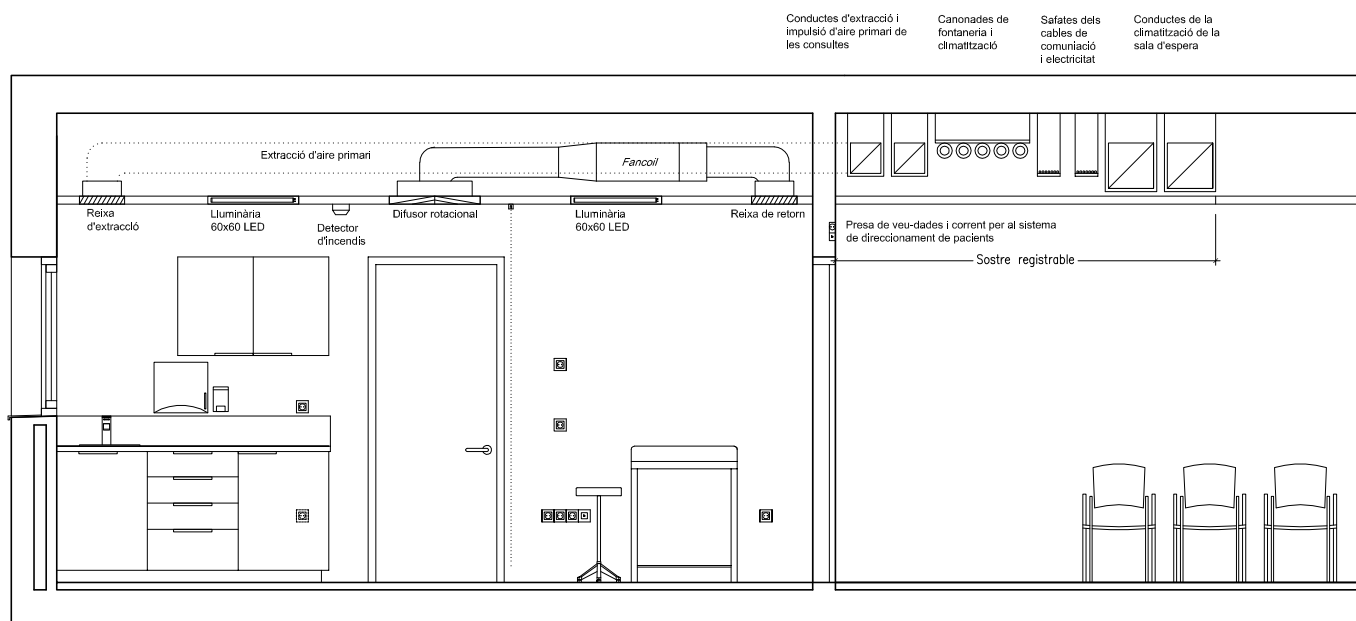 Conductes d'extracció i
impulsió d'aire primari de
les consultes
Canonades de
fontaneria i
climatització
Safates dels
cables de
comuniació
i electricitat
Conductes de la
climatització de la
sala d'espera
Extracció d'aire primari
Fancoil
Reixa
d'extracció
Lluminària
60x60 LED
Detector
d'incendis
Difusor rotacional
Lluminària
60x60 LED
Reixa de retorn
Presa de veu-dades i corrent per al sistema
de direccionament de pacients
Sostre registrable